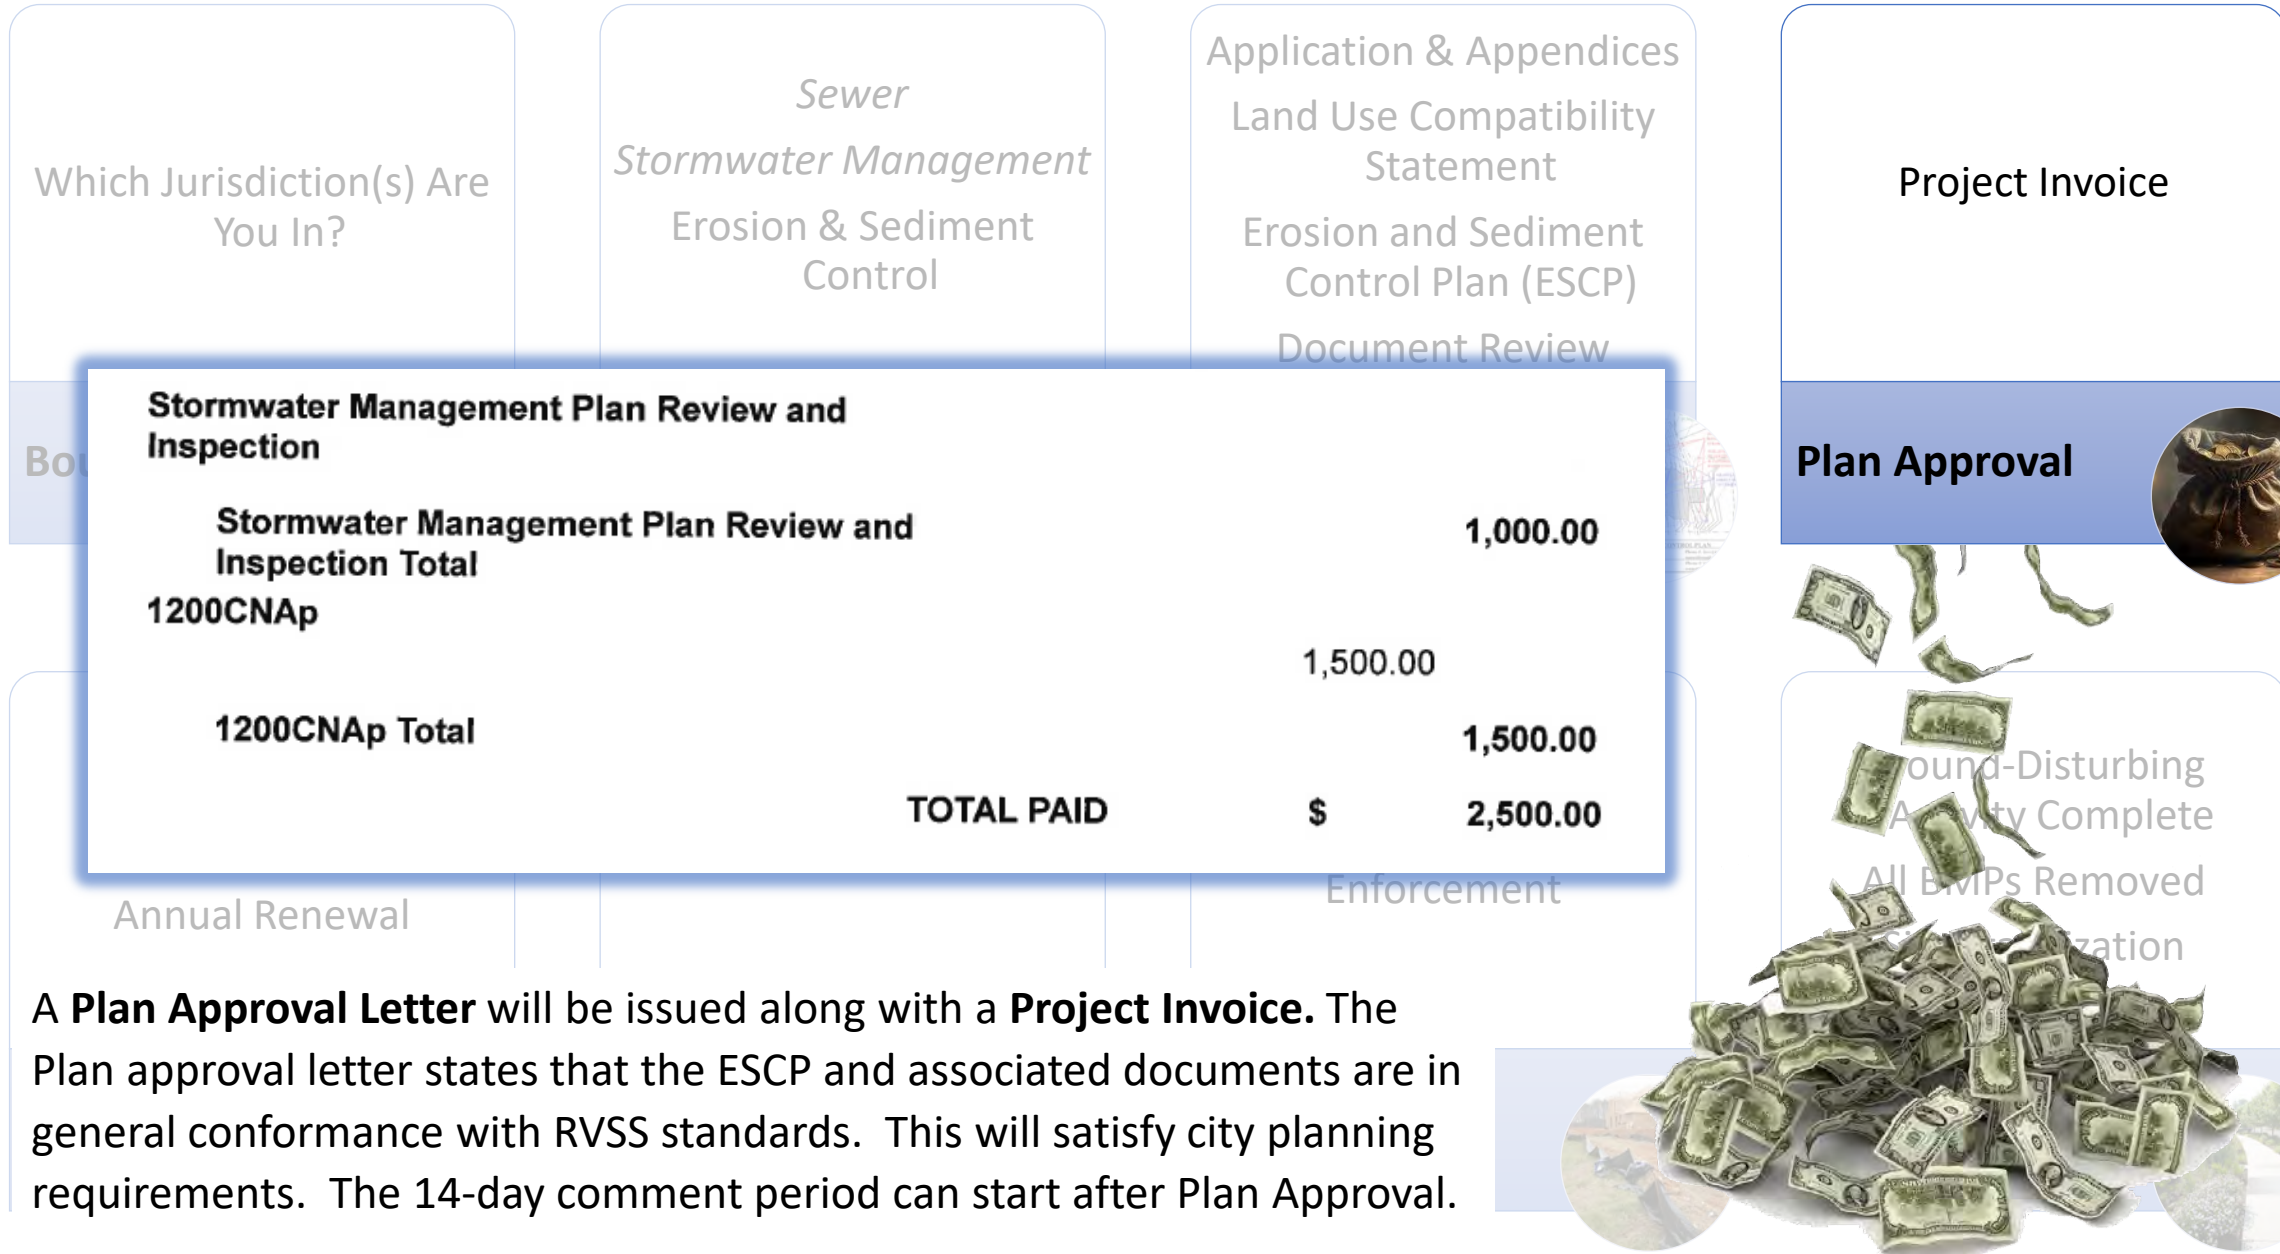 Which Jurisdiction(s) Are
You In?
Sewer
Stormwater Management
Erosion & Sediment
Control
Application & Appendices
Land Use Compatibility
Statement
Erosion and Sediment
Control Plan (ESCP)
Document Review
Project Invoice
Plan Approval
Stormwater Management Plan Review and
Inspection
Stormwater Management Plan Review and
Inspection Total
1,000.00
1200CNAp
1,500.00
1200CNAp Total
1,500.00
TOTAL PAID $ 2,500.00
Annual Renewal
Enforcement
-Disturbing
Complete
All BMPs Removed
A Plan Approval Letter will be issued along with a Project Invoice. The
Plan approval letter states that the ESCP and associated documents are in
general conformance with RVSS standards. This will satisfy city planning
requirements. The 14-day comment period can start after Plan Approval.